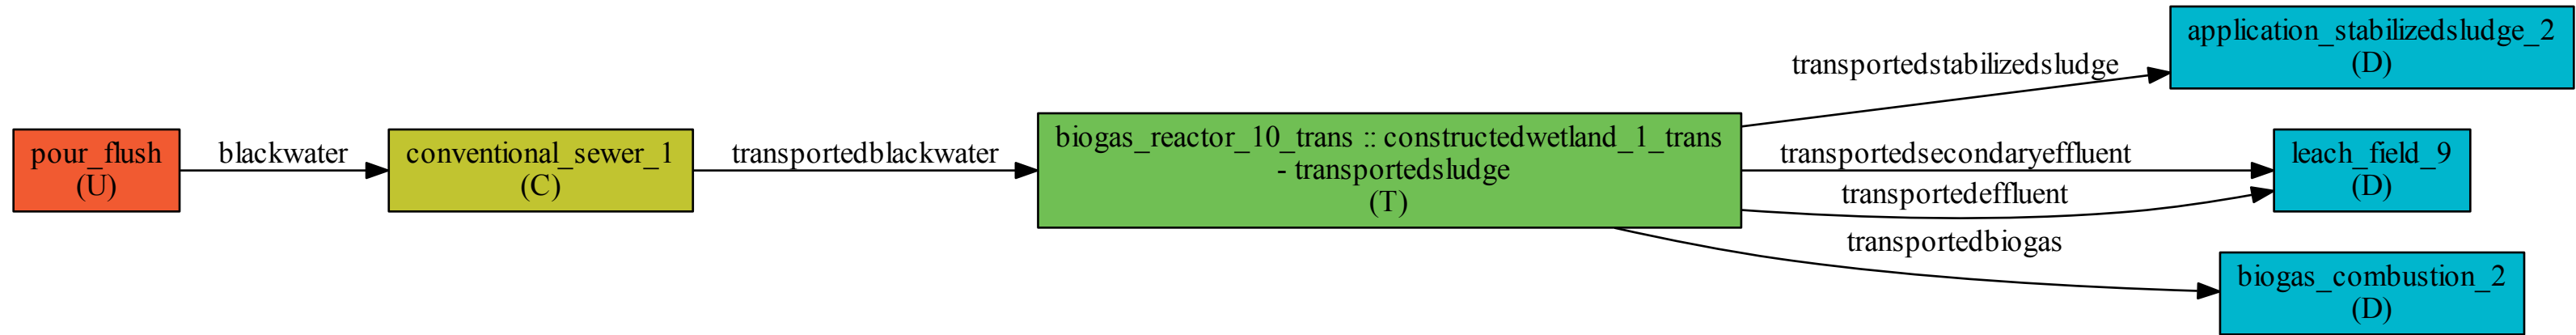 pour_flush
(U)
blackwater
conventional_sewer_1
(C)
transportedblackwater
biogas_reactor_10_trans :: constructedwetland_1_trans
- transportedsludge
(T)
transportedstabilizedsludge
transportedsecondaryeffluent
transportedeffluent
transportedbiogas
application_stabilizedsludge_2
(D)
leach_field_9
(D)
biogas_combustion_2
(D)